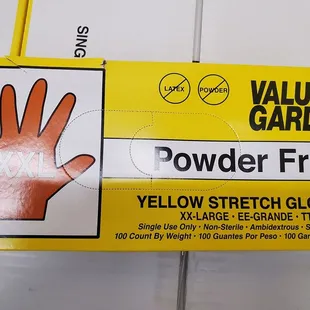 SING
LATEX
POWDER
VALU
GARD
XXL
Powder Fr
YELLOW STRETCH GLO
XX-LARGE · EE-GRANDE · TT
Single Use Only · Non-Sterile · Ambidextrous · S
100 Count By Weight · 100 Guantes Por Peso · 100 Gan